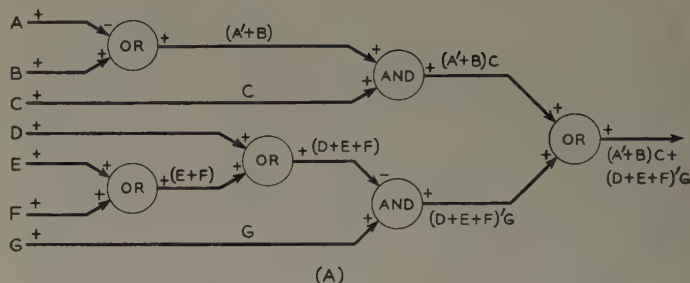 A + - OR + (A'+B)
B + +
+ AND + (A'+B)C
C + C +
D + +
+ OR + (A'+B)C+
(D+E+F)'G
E + + OR + (E+F) + OR + (D+E+F)
F + +
- AND + (D+E+F)'G
G + G +
(A)